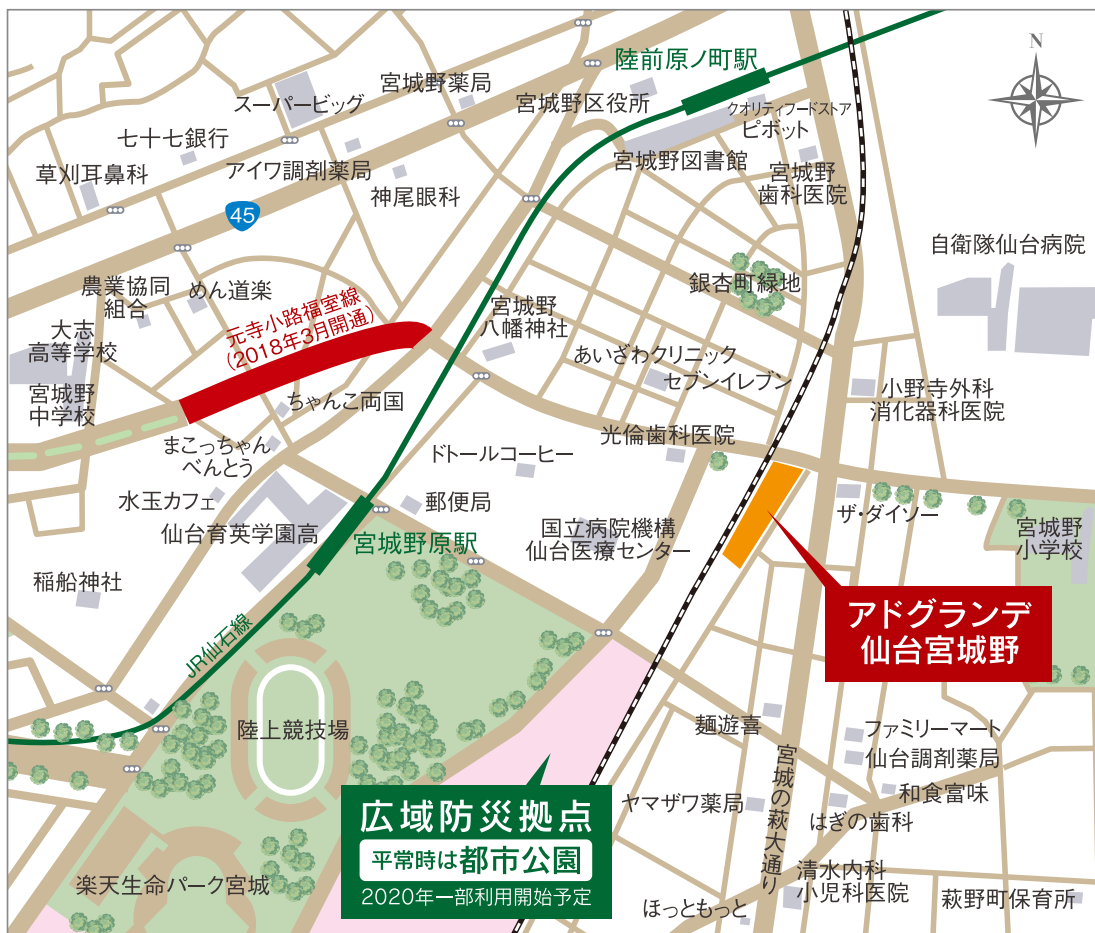 N
陸前原ノ町駅
宮城野薬局
スーパービッグ
宮城野区役所
クオリティフードストア
ピボット
七十七銀行
アイワ調剤薬局
宮城野図書館
草刈耳鼻科
神尾眼科
宮城野
歯科医院
45
自衛隊仙台病院
農業協同
組合
めん道楽
銀杏町緑地
元寺小路福室線
(2018年3月開通)
宮城野
八幡神社
大志
高等学校
あいざわクリニック
セブンイレブン
宮城野
中学校
ちゃんこ両国
小野寺外科
消化器科医院
まこっちゃん
べんとう
ドトールコーヒー
光倫歯科医院
水玉カフェ
郵便局
仙台育英学園高
宮城野原駅
国立病院機構
仙台医療センター
ザ・ダイソー
宮城野
小学校
稲船神社
アドグランデ
仙台宮城野
JR仙石線
陸上競技場
麺遊喜
ファミリーマート
仙台調剤薬局
宮城の萩大通り
和食富味
ヤマザワ薬局
はぎの歯科
広域防災拠点
平常時は都市公園
2020年一部利用開始予定
楽天生命パーク宮城
清水内科
小児科医院
ほっともっと
萩野町保育所